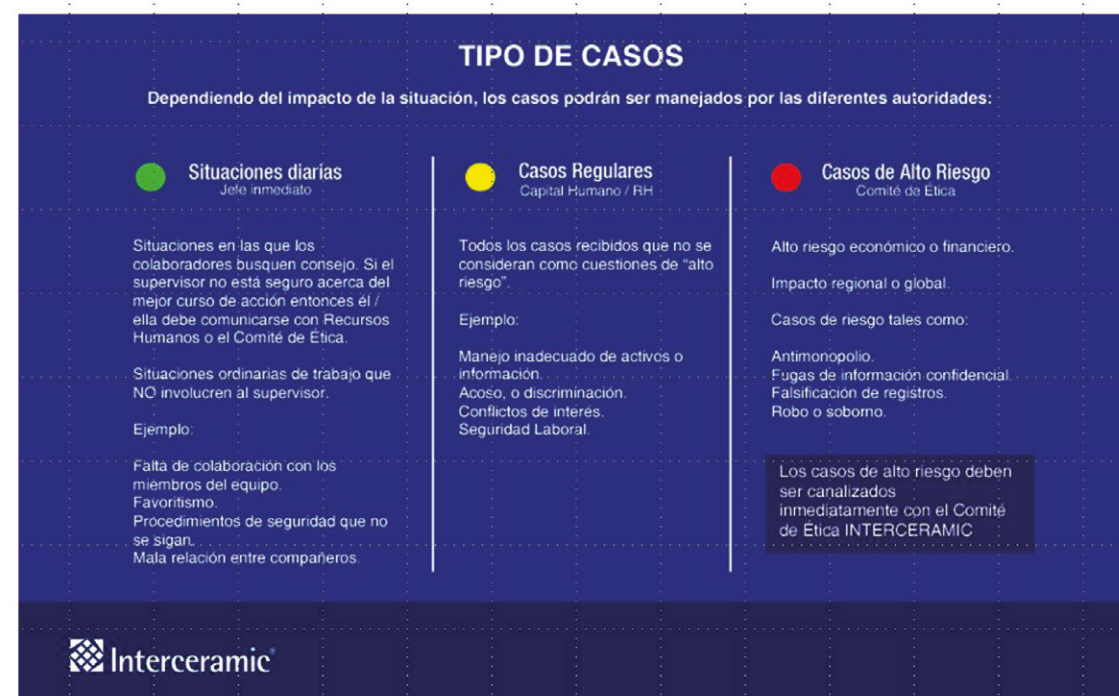 TIPO DE CASOS
Dependiendo del impacto de la situación, los casos podrán ser manejados por las diferentes autoridades:
Situaciones diarias
Jefe inmediato
Situaciones en las que los
colaboradores busquen consejo. Si el
supervisor no está seguro acerca del
mejor curso de acción entonces él /
ella debe comunicarse con Recursos
Humanos o el Comité de Ética.
Situaciones ordinarias de trabajo que
NO involucren al supervisor.
Ejemplo:
Falta de colaboración con los
miembros del equipo.
Favoritismo.
Procedimientos de seguridad que no
se sigan.
Mala relación entre compañeros.
Casos Regulares
Capital Humano / RH
Todos los casos recibidos que no se
consideran como cuestiones de “alto
riesgo”.
Ejemplo:
Manejo inadecuado de activos o
información.
Acoso, o discriminación.
Conflictos de interés.
Seguridad Laboral.
Casos de Alto Riesgo
Comité de Ética
Alto riesgo económico o financiero.
Impacto regional o global.
Casos de riesgo tales como:
Antimonopolio.
Fugas de información confidencial.
Falsificación de registros.
Robo o soborno.
Los casos de alto riesgo deben
ser canalizados
inmediatamente con el Comité
de Ética INTERCERAMIC
Interceramic®